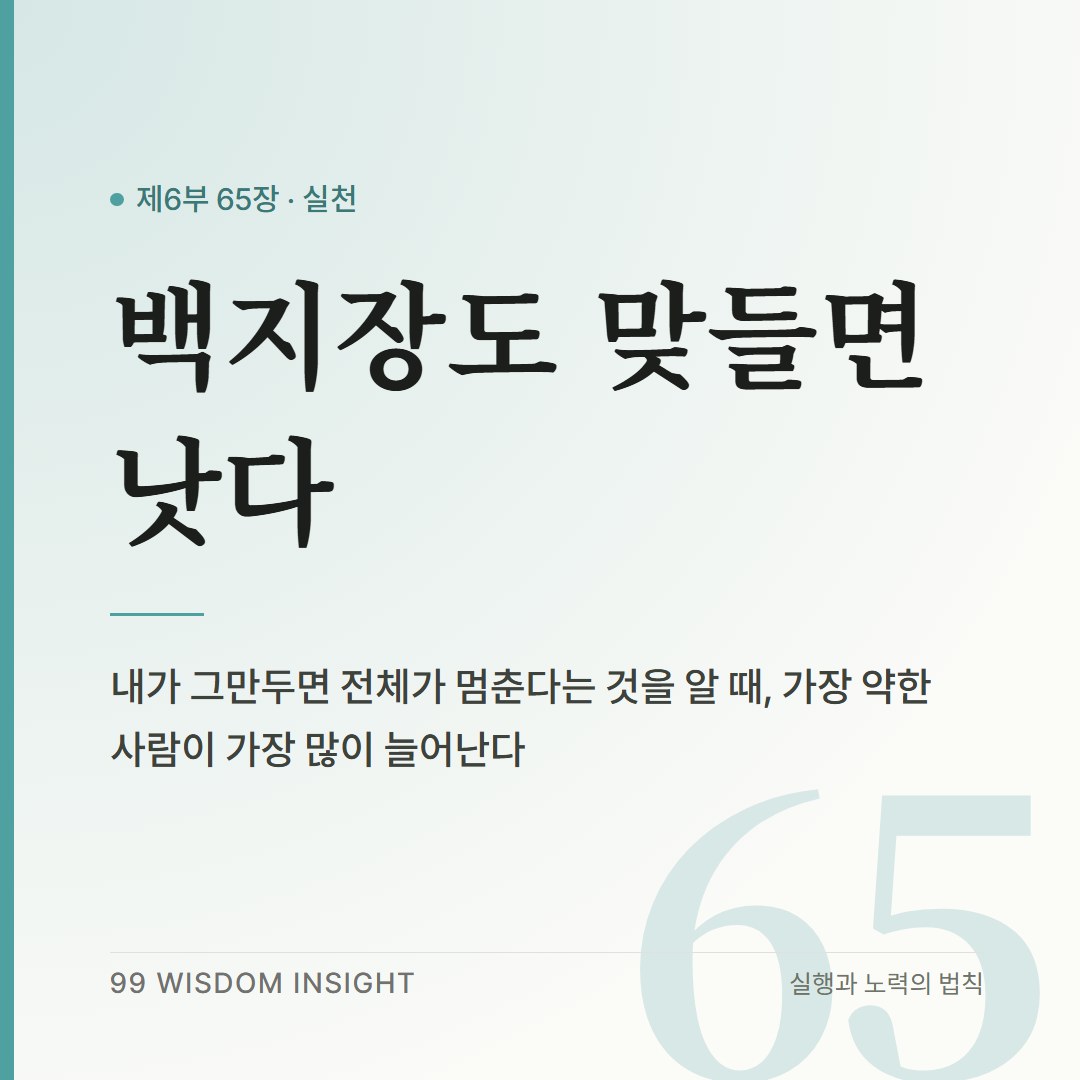 제6부 65장 · 실천
백지장도 맞들면
낫다
내가 그만두면 전체가 멈춘다는 것을 알 때, 가장 약한
사람이 가장 많이 늘어난다
65
99 WISDOM INSIGHT
실행과 노력의 법칙